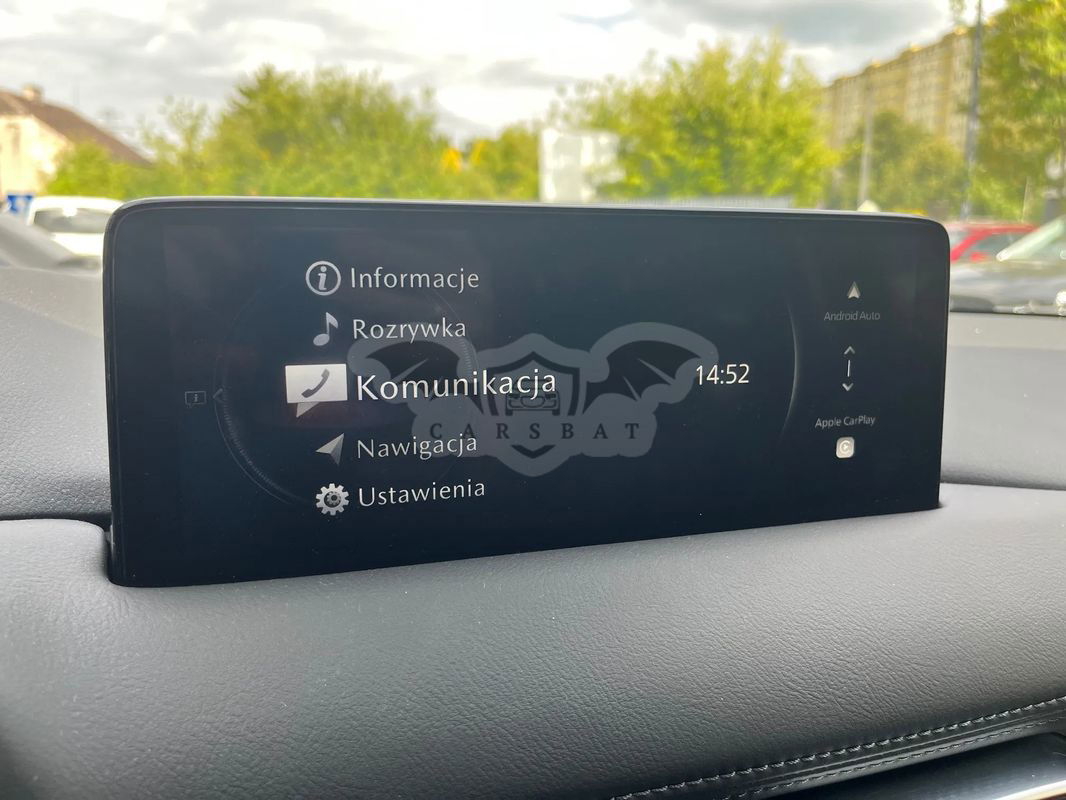 Informacje
Rozrywka
Komunikacja
Nawigacja
Ustawienia
14:52
Android Auto
Apple CarPlay
CARSBAT